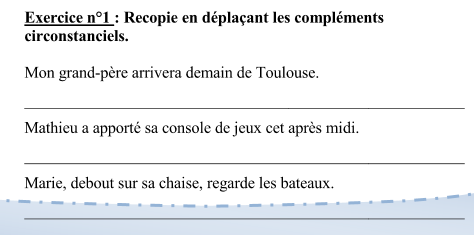 Exercice n°1 : Recopie en déplaçant les compléments
circonstanciels.
Mon grand-père arrivera demain de Toulouse.
Mathieu a apporté sa console de jeux cet après midi.
Marie, debout sur sa chaise, regarde les bateaux.